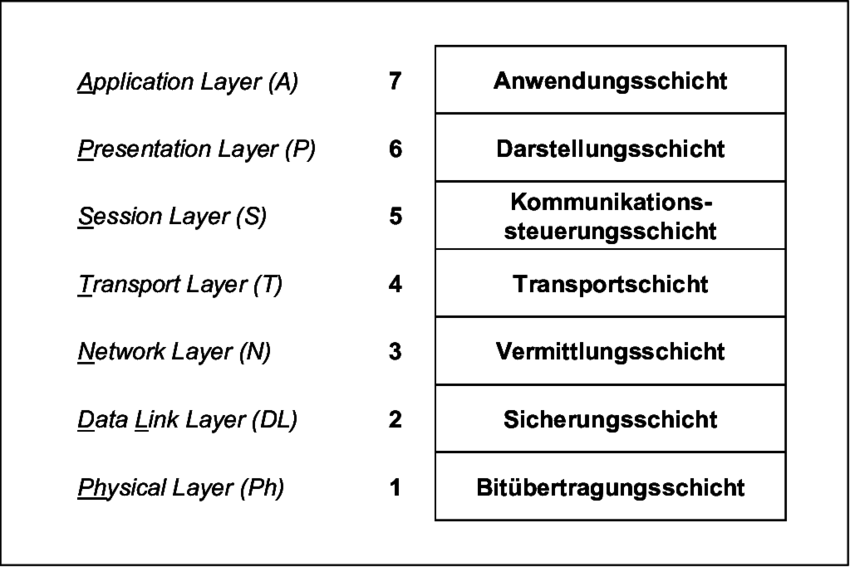 Application Layer (A) 7 Anwendungsschicht
Presentation Layer (P) 6 Darstellungsschicht
Session Layer (S) 5 Kommunikations-
steuerungsschicht
Transport Layer (T) 4 Transportschicht
Network Layer (N) 3 Vermittlungsschicht
Data Link Layer (DL) 2 Sicherungsschicht
Physical Layer (Ph) 1 Bitübertragungsschicht